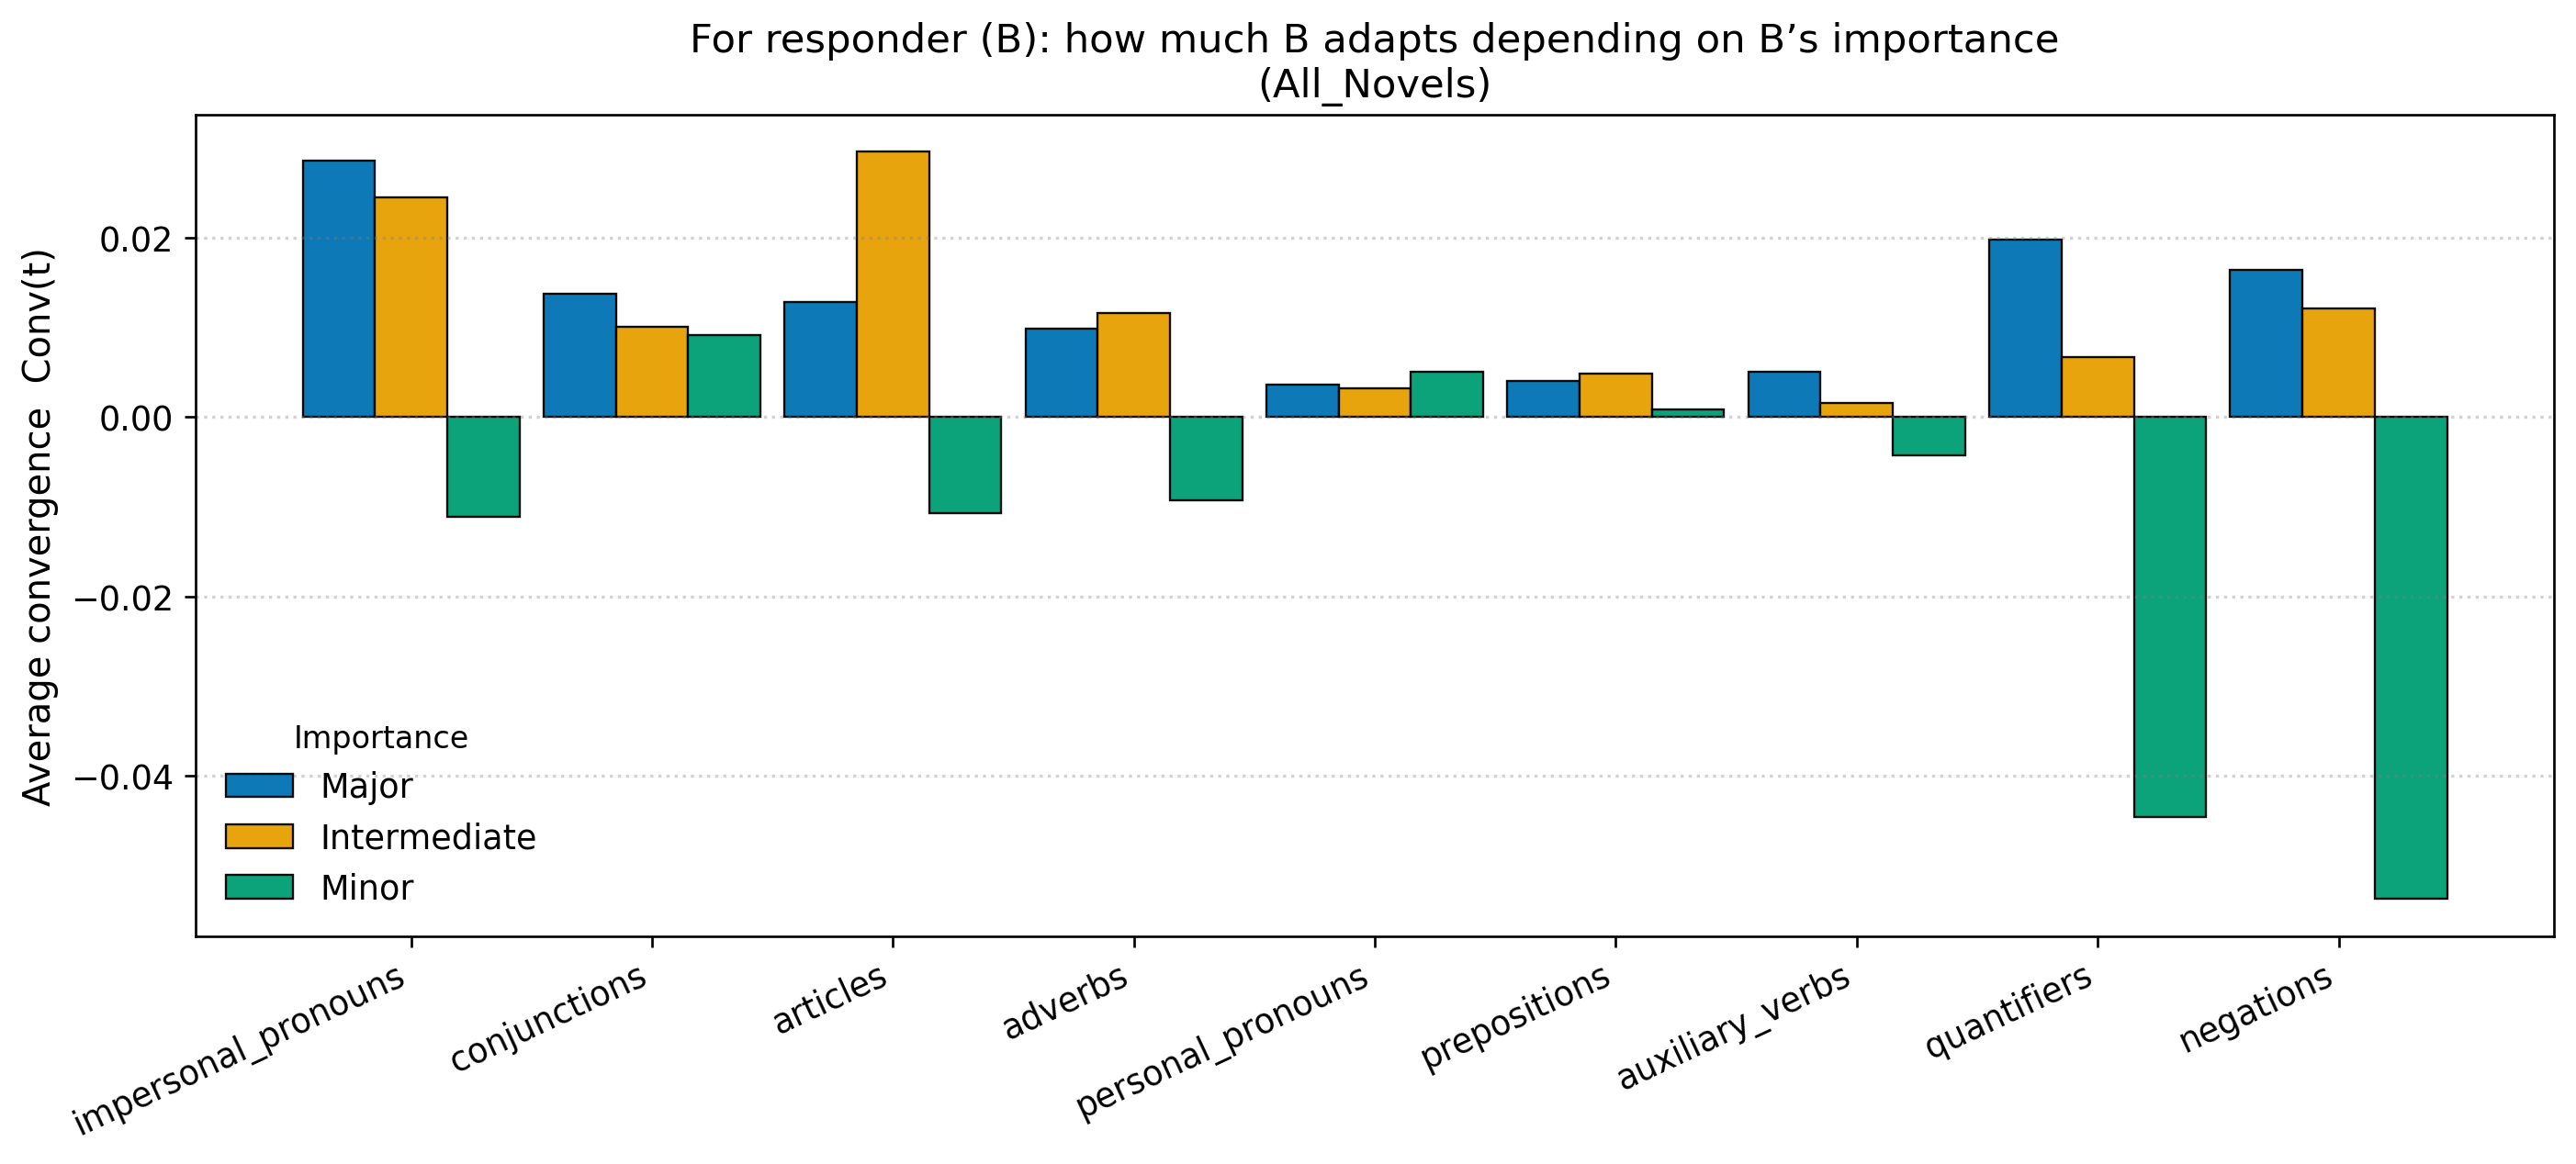 For responder (B): how much B adapts depending on B’s importance
(All_Novels)
Average convergence  Conv(t)
0.02
0.00
−0.02
−0.04
Importance
Major
Intermediate
Minor
impersonal_pronouns
conjunctions
articles
adverbs
personal_pronouns
prepositions
auxiliary_verbs
quantifiers
negations